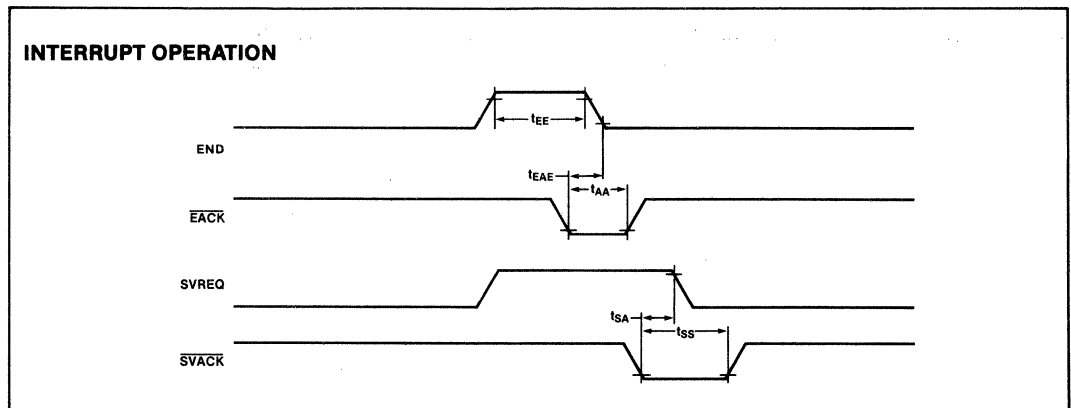 INTERRUPT OPERATION
tEE
END
tEAE
tAA
EACK
SVREQ
tSA
tSS
SVACK